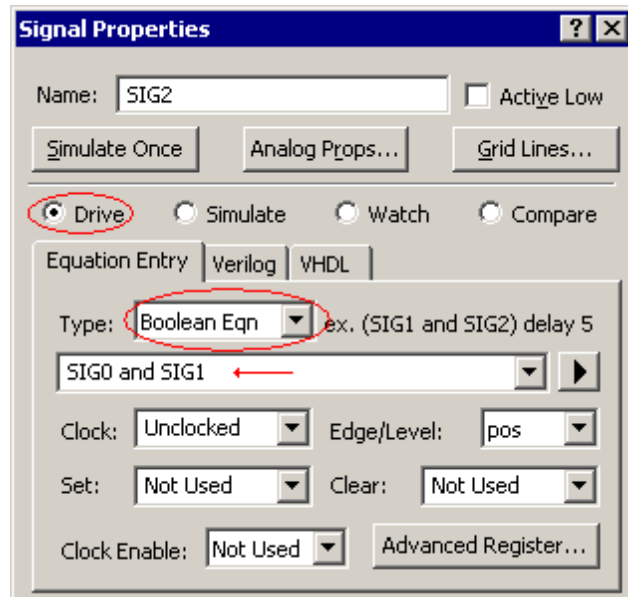 Signal Properties
Name: SIG2 Active Low
Simulate Once Analog Props... Grid Lines...
Drive Simulate Watch Compare
Equation Entry Verilog VHDL
Type: Boolean Eqn ex. (SIG1 and SIG2) delay 5
SIG0 and SIG1
Clock: Unclocked Edge/Level: pos
Set: Not Used Clear: Not Used
Clock Enable: Not Used Advanced Register...